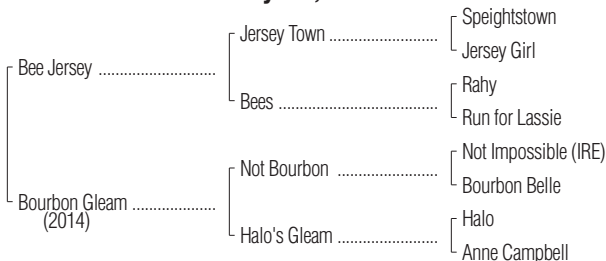 Speightstown
Jersey Town ........................
Jersey Girl
Bee Jersey ..........................
Rahy
Bees ....................................
Run for Lassie
Not Impossible (IRE)
Not Bourbon ......................
Bourbon Belle
Bourbon Gleam ..................
(2014)
Halo
Halo's Gleam ......................
Anne Campbell